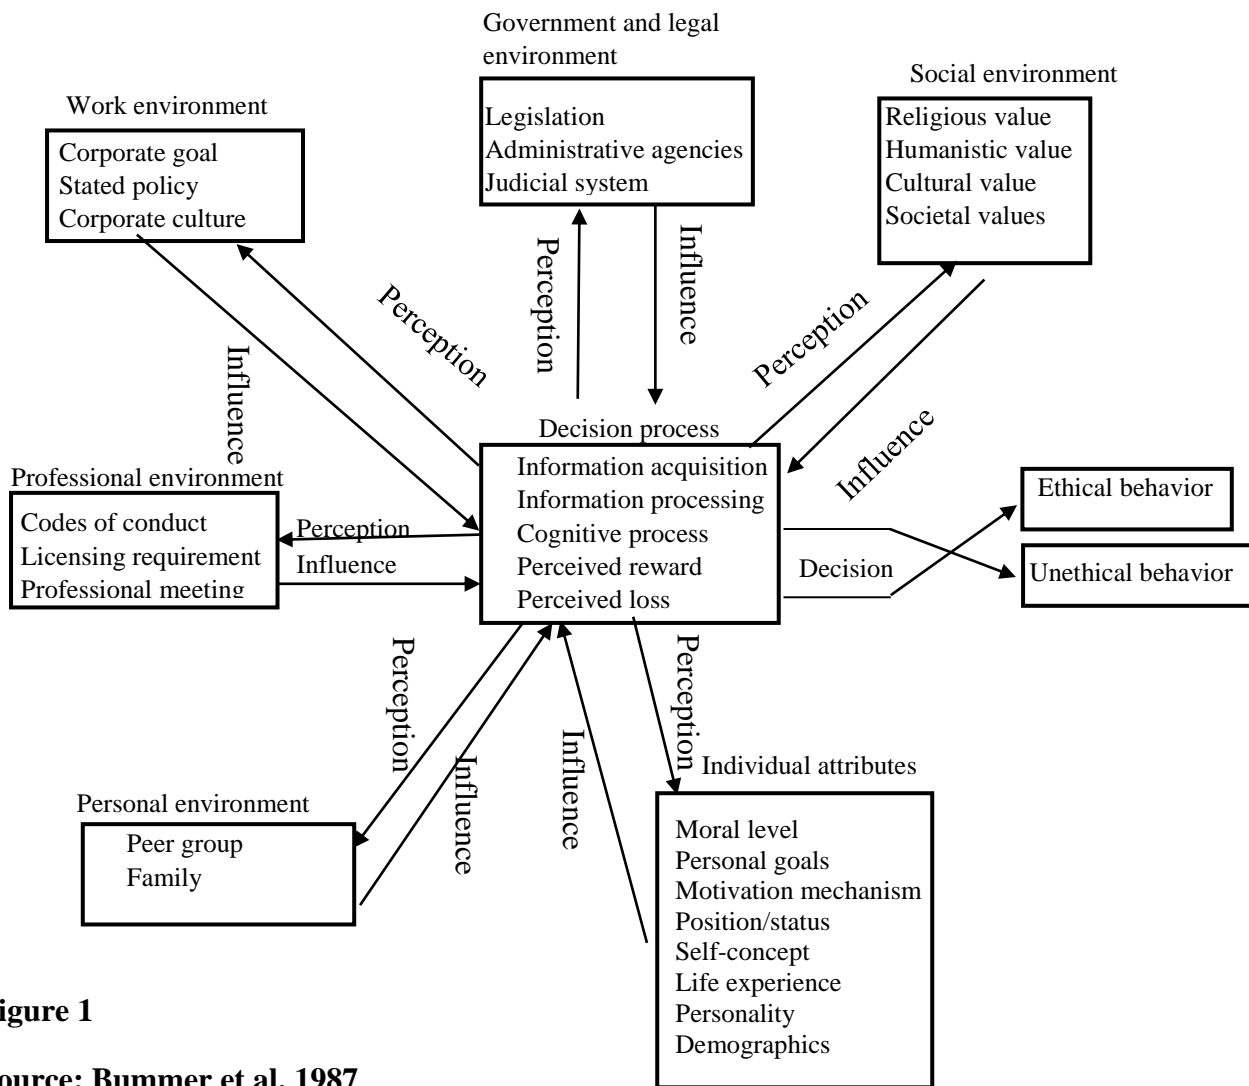 Government and legal
environment
Legislation
Administrative agencies
Judicial system
Social environment
Religious value
Humanistic value
Cultural value
Societal values
Work environment
Corporate goal
Stated policy
Corporate culture
Perception
Influence
Perception
Influence
Perception
Influence
Professional environment
Codes of conduct
Licensing requirement
Professional meeting
Perception
Influence
Decision process
Information acquisition
Information processing
Cognitive process
Perceived reward
Perceived loss
Decision
Ethical behavior
Unethical behavior
Perception
Influence
Influence
Perception
Personal environment
Peer group
Family
Individual attributes
Moral level
Personal goals
Motivation mechanism
Position/status
Self-concept
Life experience
Personality
Demographics
igure 1
ource: Bummer et al. 1987